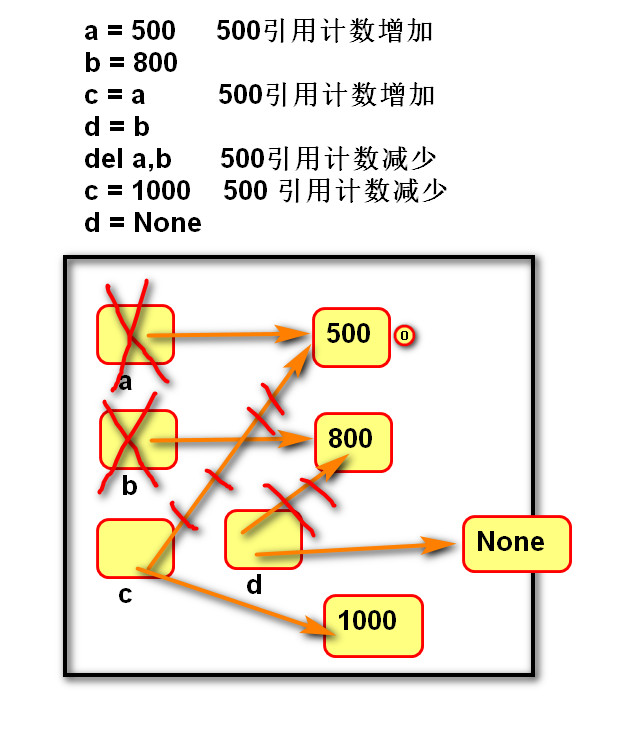 a = 500 500引用计数增加
b = 800
c = a 500引用计数增加
d = b
del a,b 500引用计数减少
c = 1000 500 引用计数减少
d = None
500 0
a
800
b
None
c
d
1000